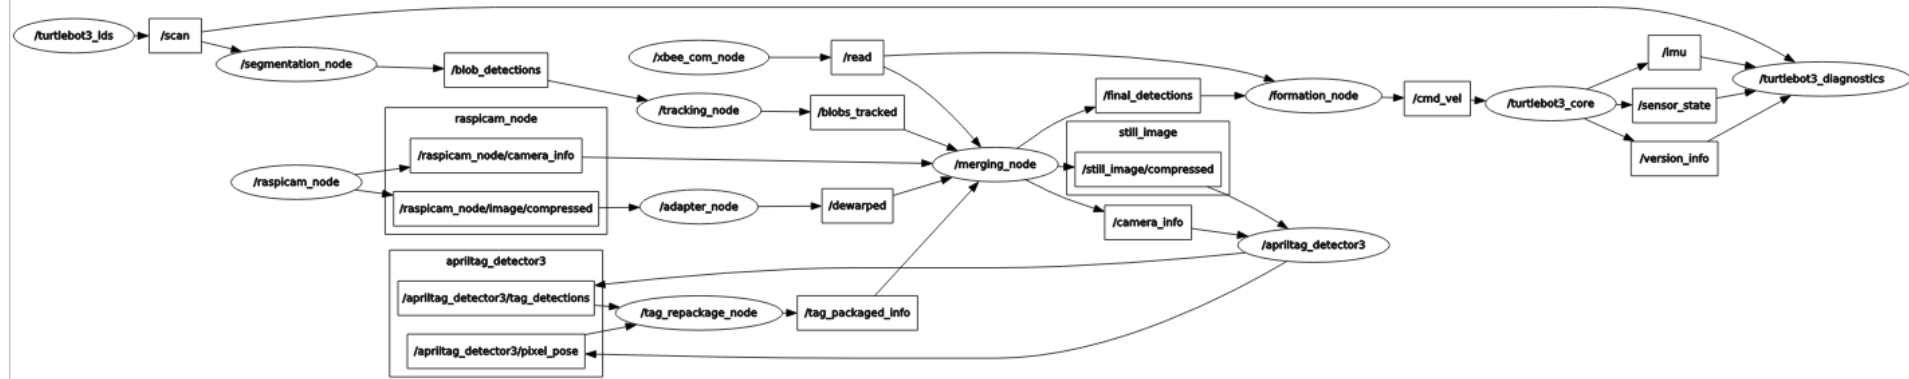 /turtlebot3_lds
/scan
/segmentation_node
/blob_detections
/xbee_com_node
/read
/tracking_node
/blobs_tracked
raspicam_node
/raspicam_node/camera_info
/raspicam_node
/raspicam_node/image/compressed
/adapter_node
/dewarped
/merging_node
/final_detections
still_image
/still_image/compressed
/camera_info
/formation_node
/cmd_vel
/turtlebot3_core
/imu
/sensor_state
/version_info
/turtlebot3_diagnostics
/apriltag_detector3
apriltag_detector3
/apriltag_detector3/tag_detections
/apriltag_detector3/pixel_pose
/tag_repackage_node
/tag_packaged_info